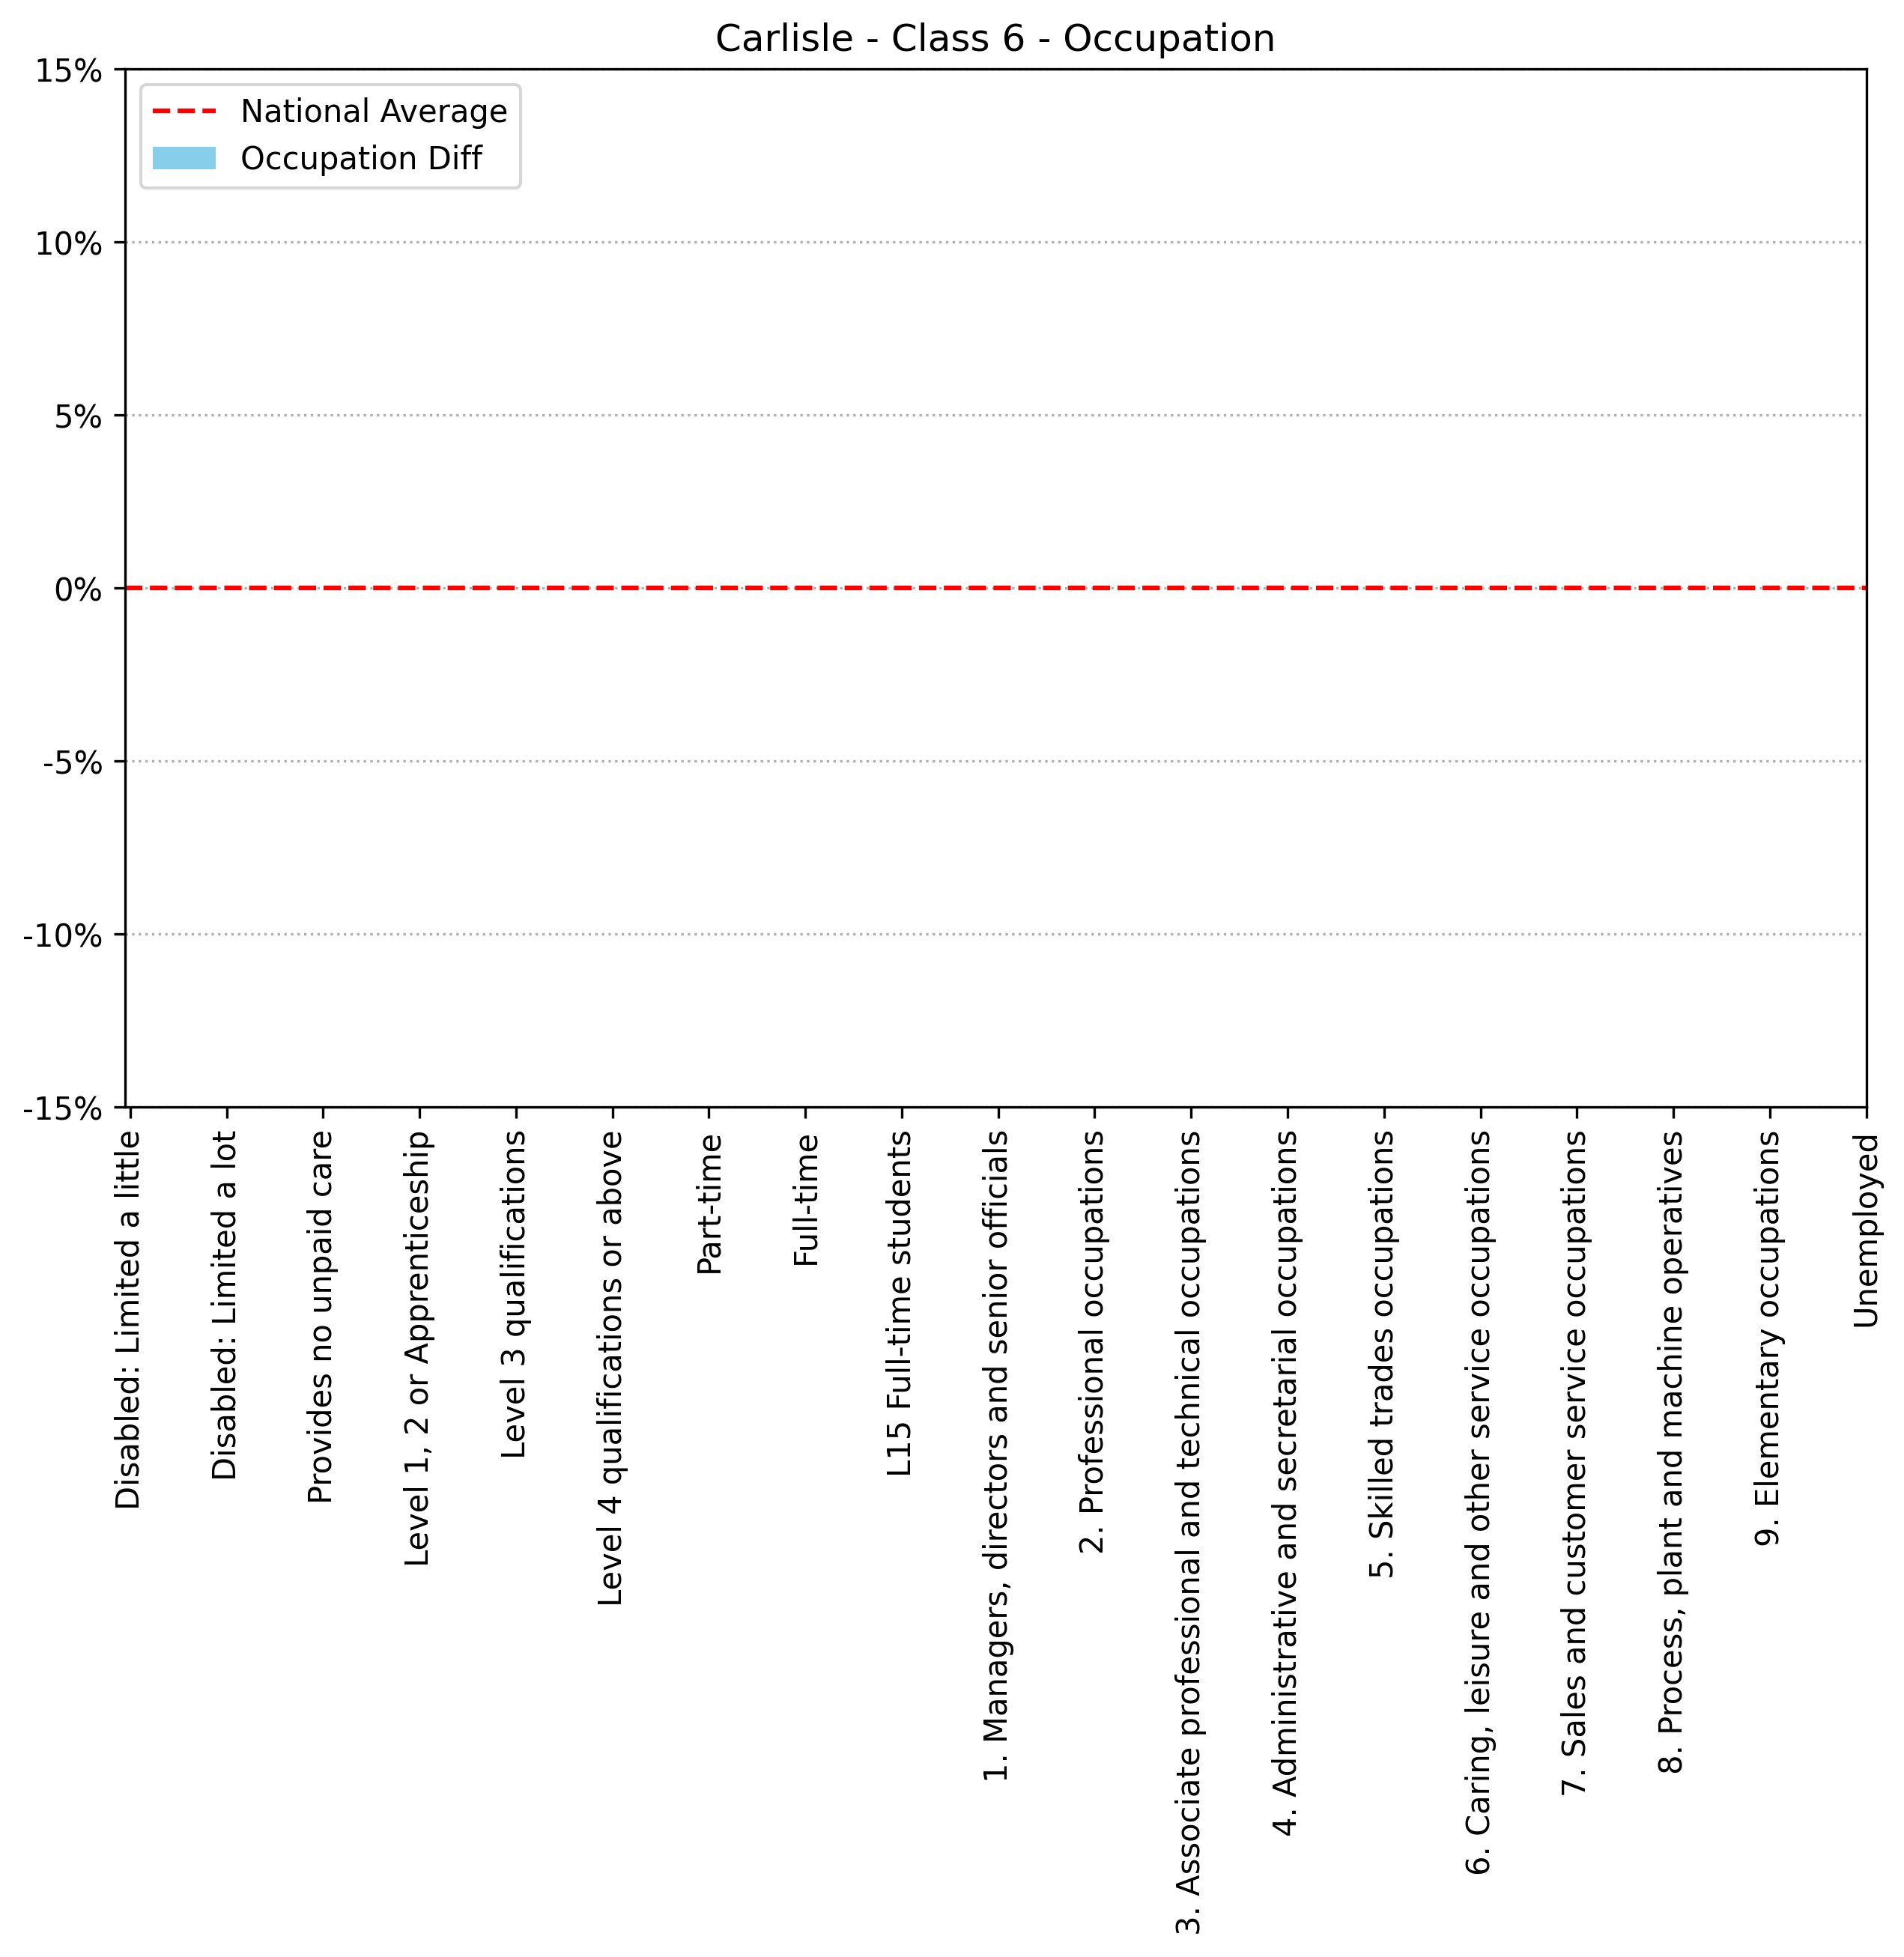 Carlisle - Class 6 - Occupation
National Average
Occupation Diff
15%
10%
5%
0%
-5%
-10%
-15%
Disabled: Limited a little
Disabled: Limited a lot
Provides no unpaid care
Level 1, 2 or Apprenticeship
Level 3 qualifications
Level 4 qualifications or above
Part-time
Full-time
L15 Full-time students
1. Managers, directors and senior officials
2. Professional occupations
3. Associate professional and technical occupations
4. Administrative and secretarial occupations
5. Skilled trades occupations
6. Caring, leisure and other service occupations
7. Sales and customer service occupations
8. Process, plant and machine operatives
9. Elementary occupations
Unemployed